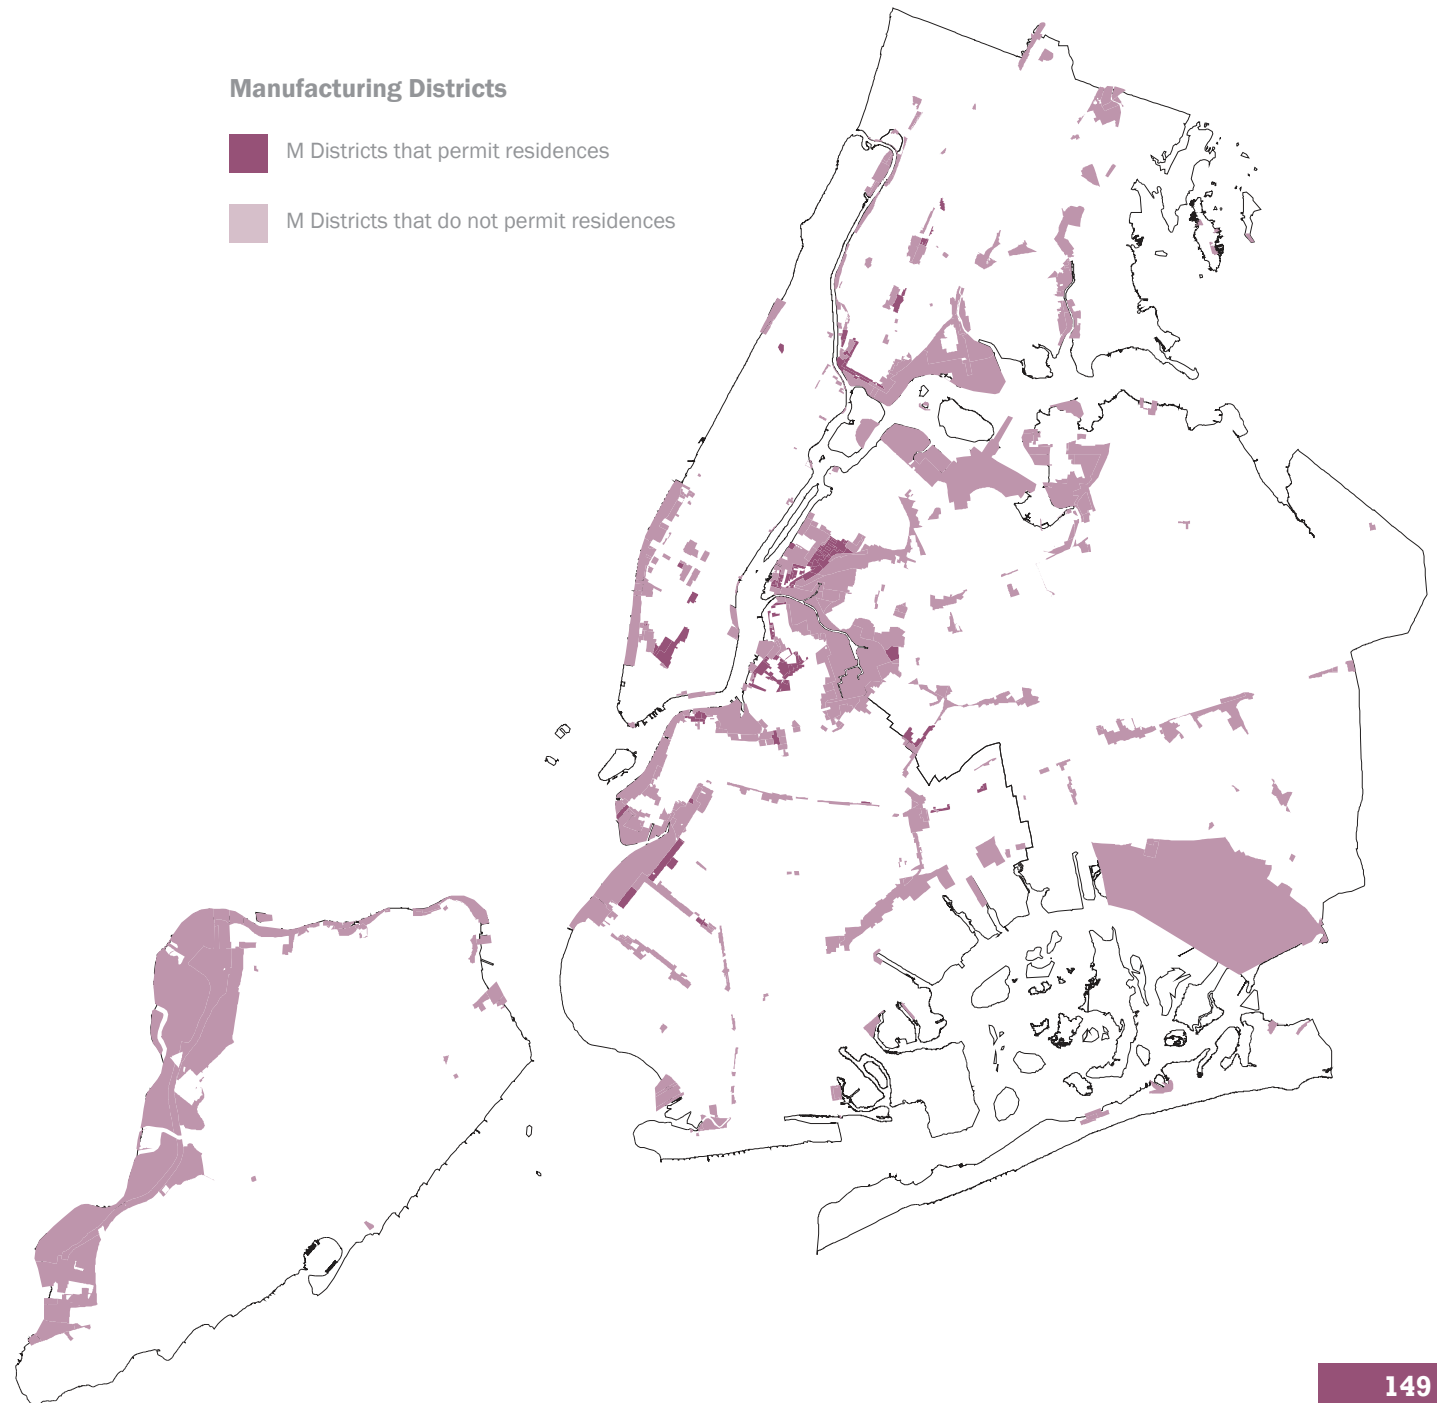 Manufacturing Districts
M Districts that permit residences
M Districts that do not permit residences
149